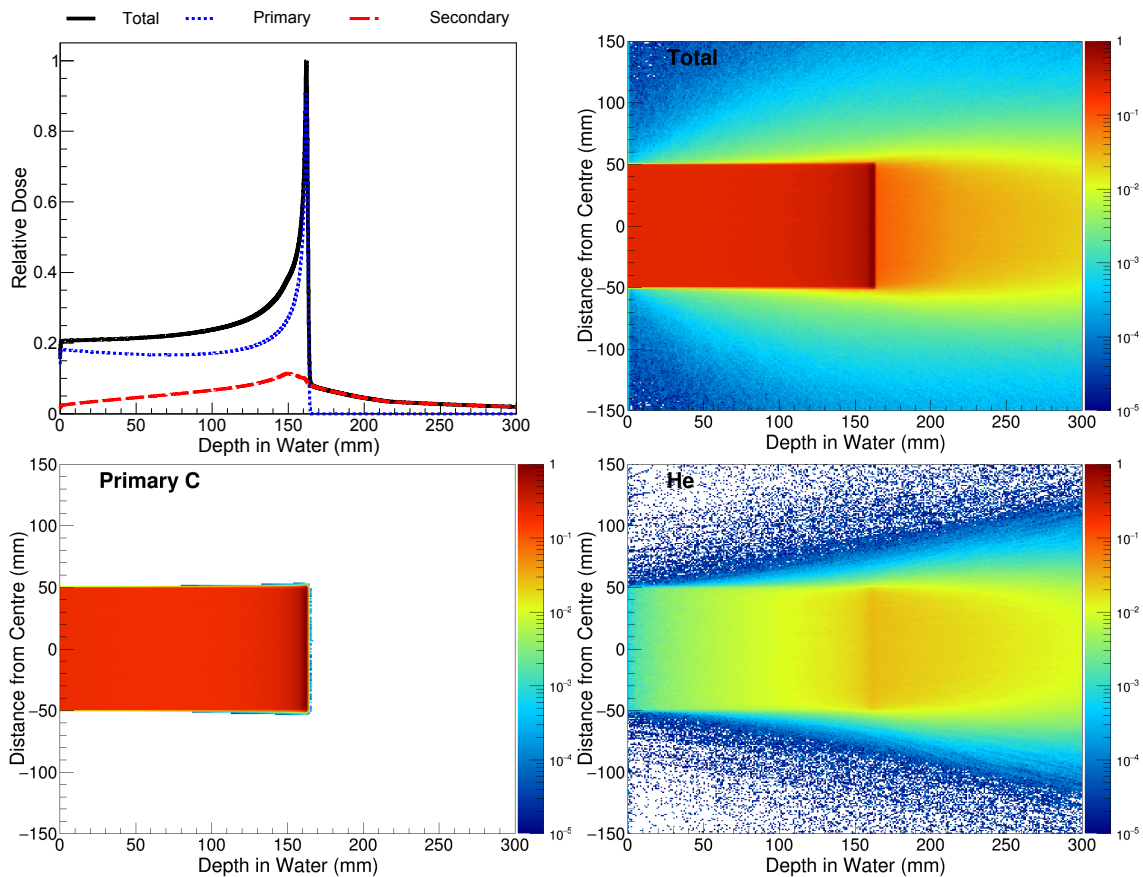 Total Primary Secondary
Relative Dose
1
0.8
0.6
0.4
0.2
0
0 50 100 150 200 250 300
Depth in Water (mm)
Total
Distance from Centre (mm)
150
100
50
0
−50
−100
−150
0 50 100 150 200 250 300
Depth in Water (mm)
1
10⁻¹
10⁻²
10⁻³
10⁻⁴
10⁻⁵
Primary C
Distance from Centre (mm)
150
100
50
0
−50
−100
−150
0 50 100 150 200 250 300
Depth in Water (mm)
1
10⁻¹
10⁻²
10⁻³
10⁻⁴
10⁻⁵
He
Distance from Centre (mm)
150
100
50
0
−50
−100
−150
0 50 100 150 200 250 300
Depth in Water (mm)
1
10⁻¹
10⁻²
10⁻³
10⁻⁴
10⁻⁵